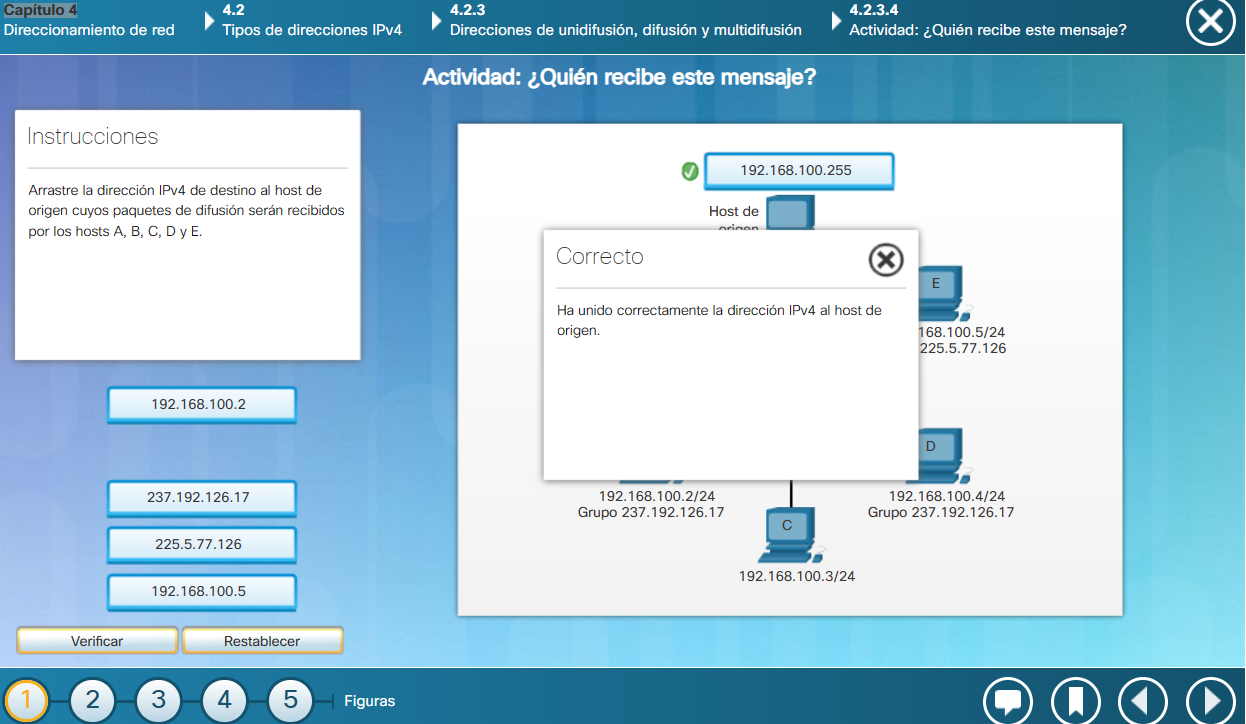 Capítulo 4
Direccionamiento de red
4.2
Tipos de direcciones IPv4
4.2.3
Direcciones de unidifusión, difusión y multidifusión
4.2.3.4
Actividad: ¿Quién recibe este mensaje?
Actividad: ¿Quién recibe este mensaje?
Instrucciones
Arrastre la dirección IPv4 de destino al host de
origen cuyos paquetes de difusión serán recibidos
por los hosts A, B, C, D y E.
192.168.100.2
237.192.126.17
225.5.77.126
192.168.100.5
Verificar
Restablecer
192.168.100.255
Host de
origen
Correcto
Ha unido correctamente la dirección IPv4 al host de
origen.
E
168.100.5/24
225.5.77.126
D
192.168.100.4/24
Grupo 237.192.126.17
192.168.100.2/24
Grupo 237.192.126.17
C
192.168.100.3/24
1
2
3
4
5
Figuras